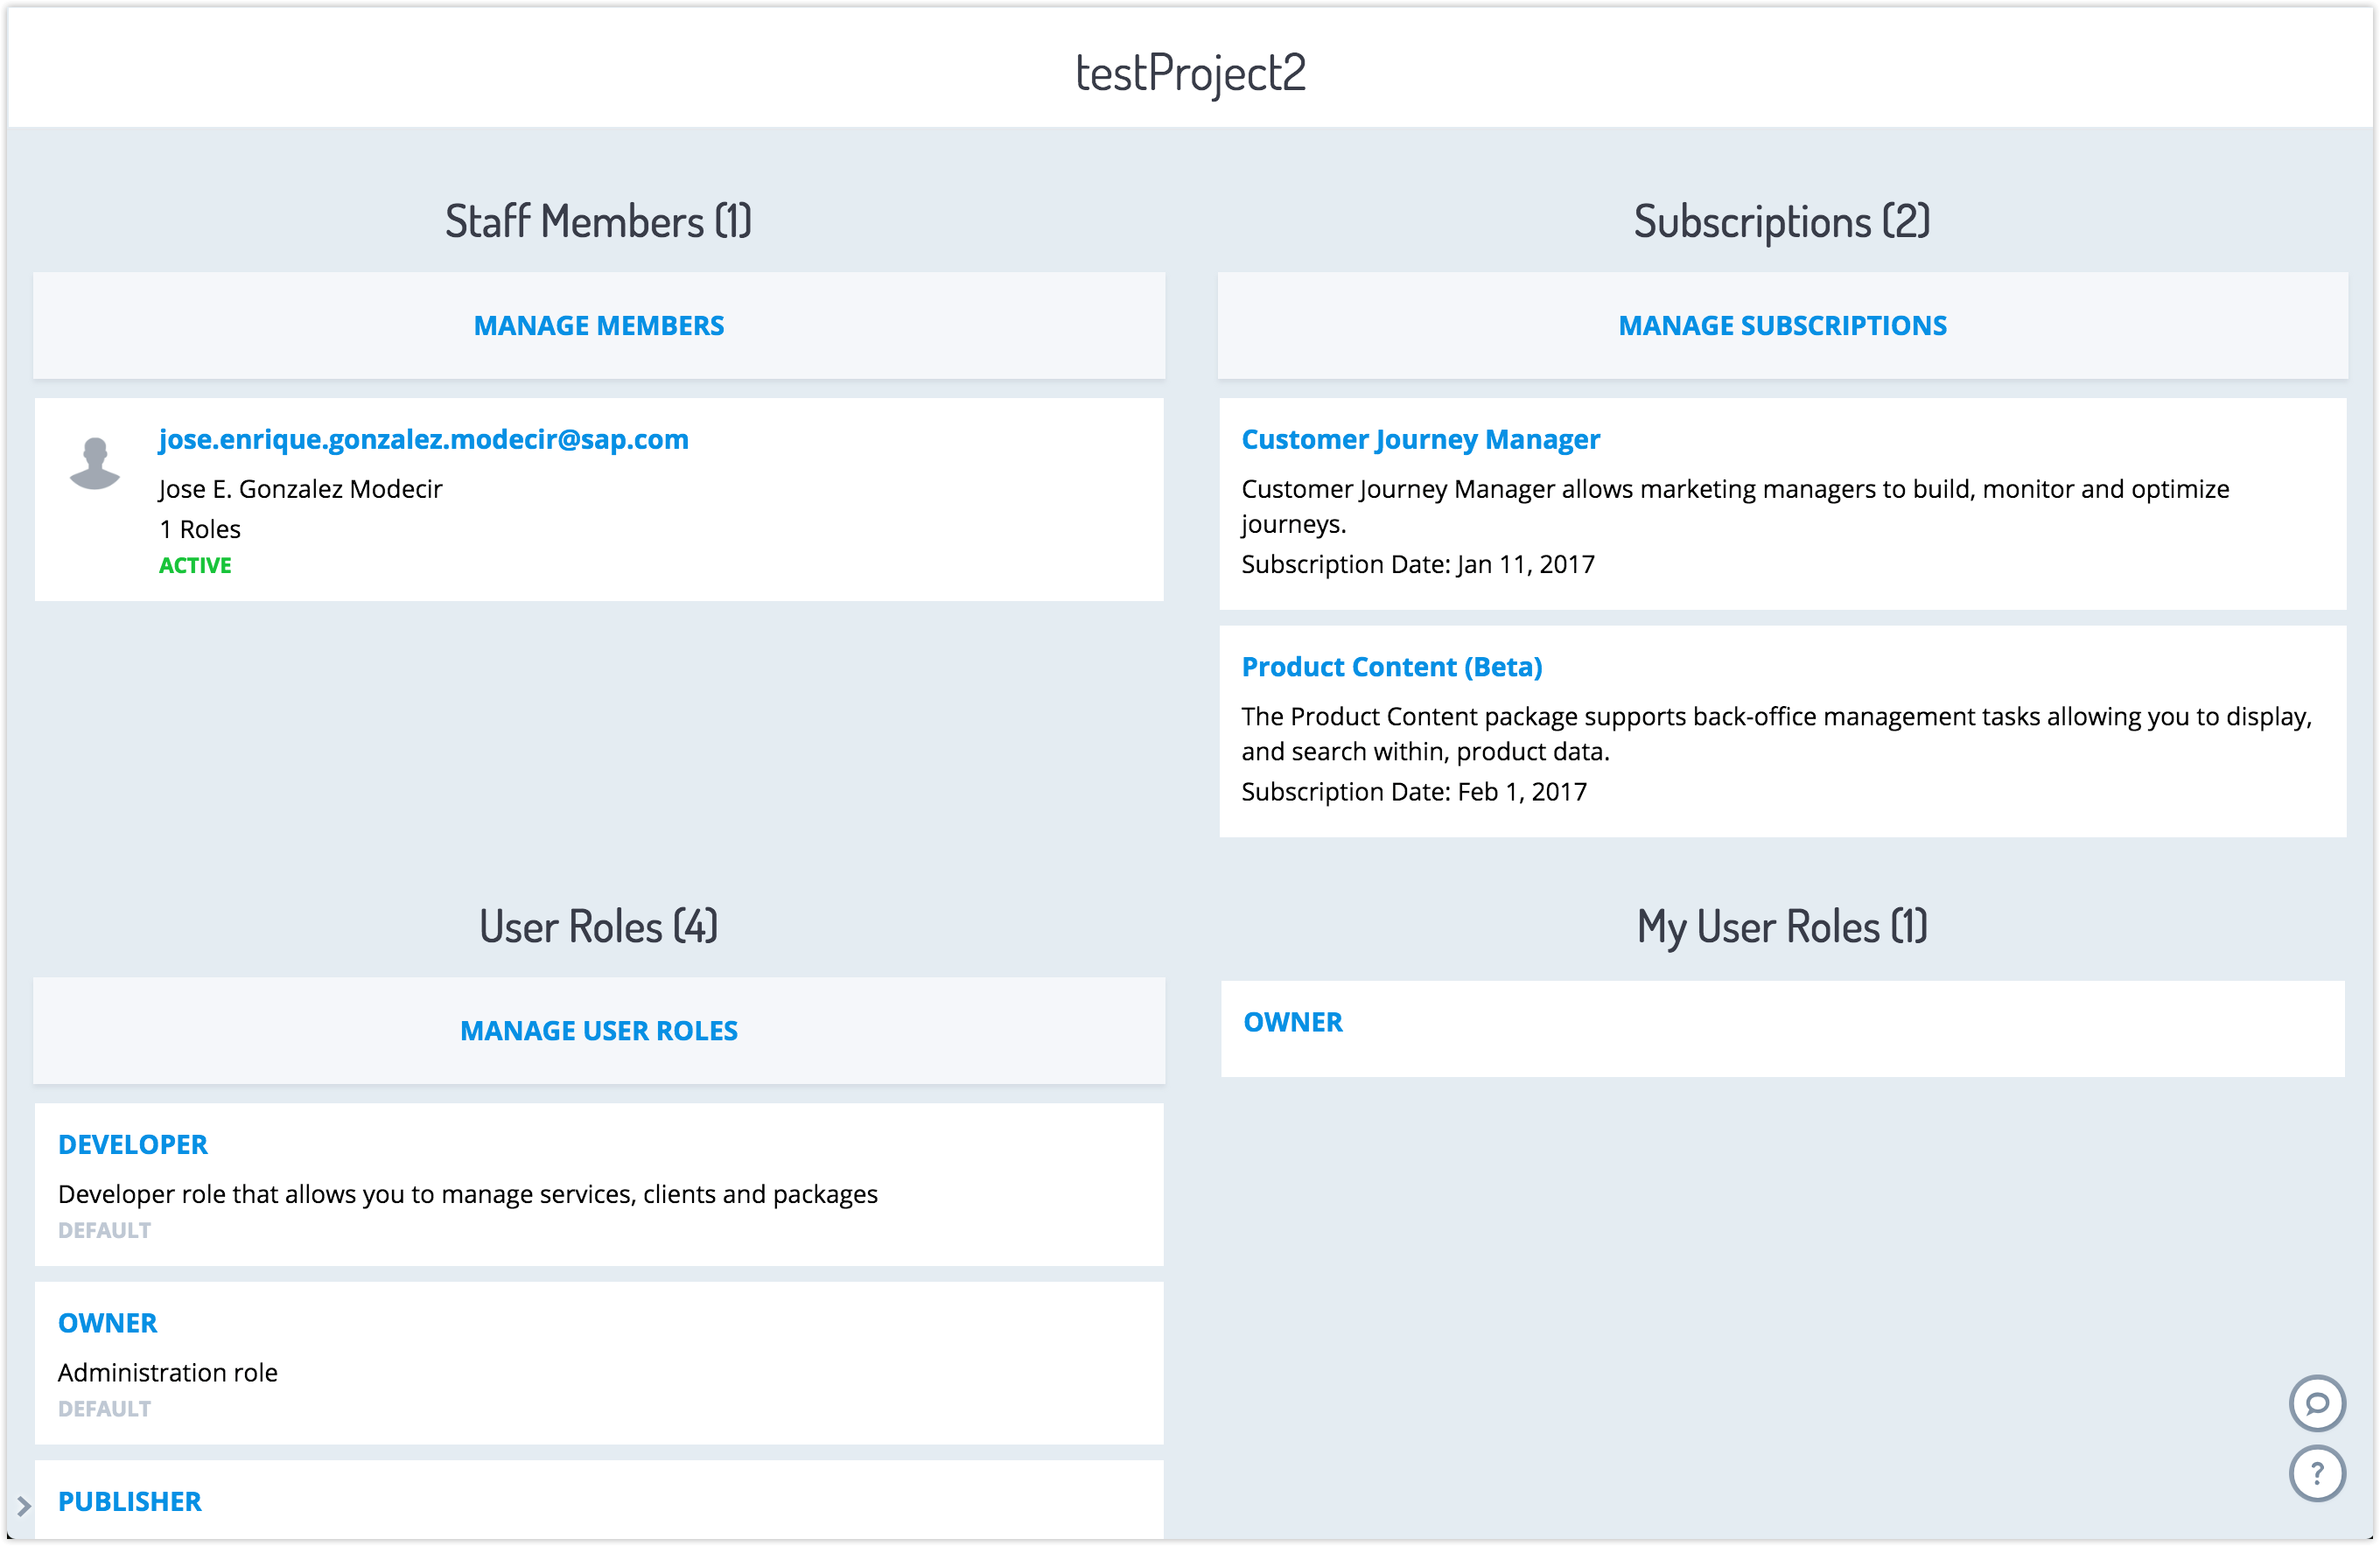 testProject2
Staff Members (1)
MANAGE MEMBERS
jose.enrique.gonzalez.modecir@sap.com
Jose E. Gonzalez Modecir
1 Roles
ACTIVE
Subscriptions (2)
MANAGE SUBSCRIPTIONS
Customer Journey Manager
Customer Journey Manager allows marketing managers to build, monitor and optimize
journeys.
Subscription Date: Jan 11, 2017
Product Content (Beta)
The Product Content package supports back-office management tasks allowing you to display,
and search within, product data.
Subscription Date: Feb 1, 2017
User Roles (4)
MANAGE USER ROLES
DEVELOPER
Developer role that allows you to manage services, clients and packages
DEFAULT
OWNER
Administration role
DEFAULT
PUBLISHER
My User Roles (1)
OWNER
?